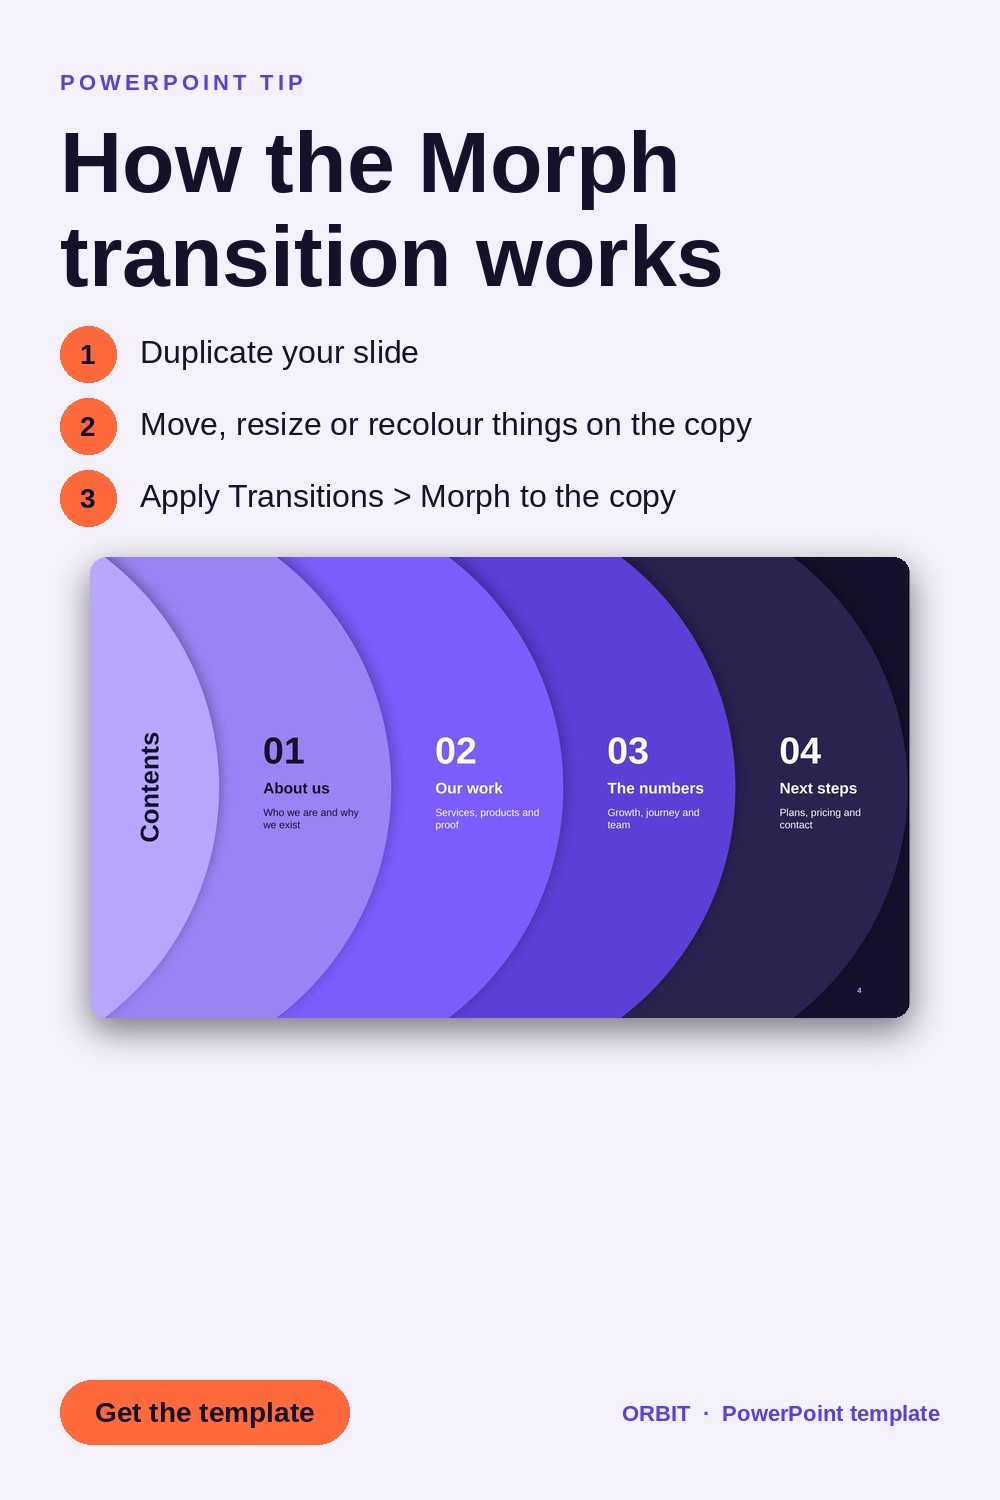 POWERPOINT TIP
How the Morph
transition works
1 Duplicate your slide
2 Move, resize or recolour things on the copy
3 Apply Transitions > Morph to the copy
Contents
01
About us
Who we are and why
we exist
02
Our work
Services, products and
proof
03
The numbers
Growth, journey and
team
04
Next steps
Plans, pricing and
contact
4
Get the template
ORBIT · PowerPoint template